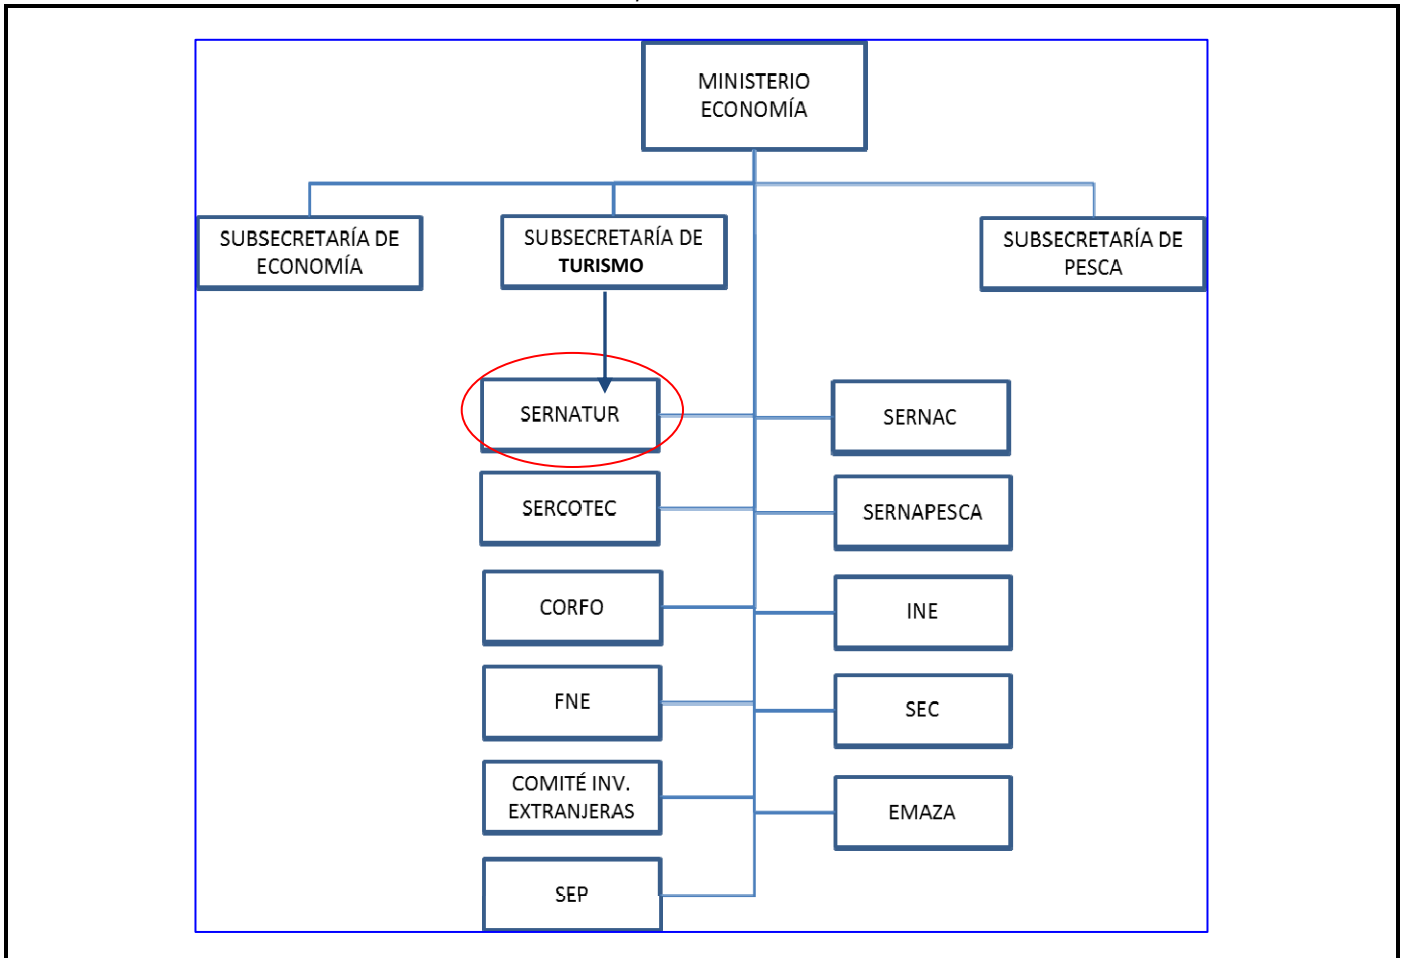 MINISTERIO
ECONOMÍA
SUBSECRETARÍA DE
ECONOMÍA
SUBSECRETARÍA DE
TURISMO
SUBSECRETARÍA DE
PESCA
SERNATUR
SERNAC
SERCOTEC
SERNAPESCA
CORFO
INE
FNE
SEC
COMITÉ INV.
EXTRANJERAS
EMAZA
SEP